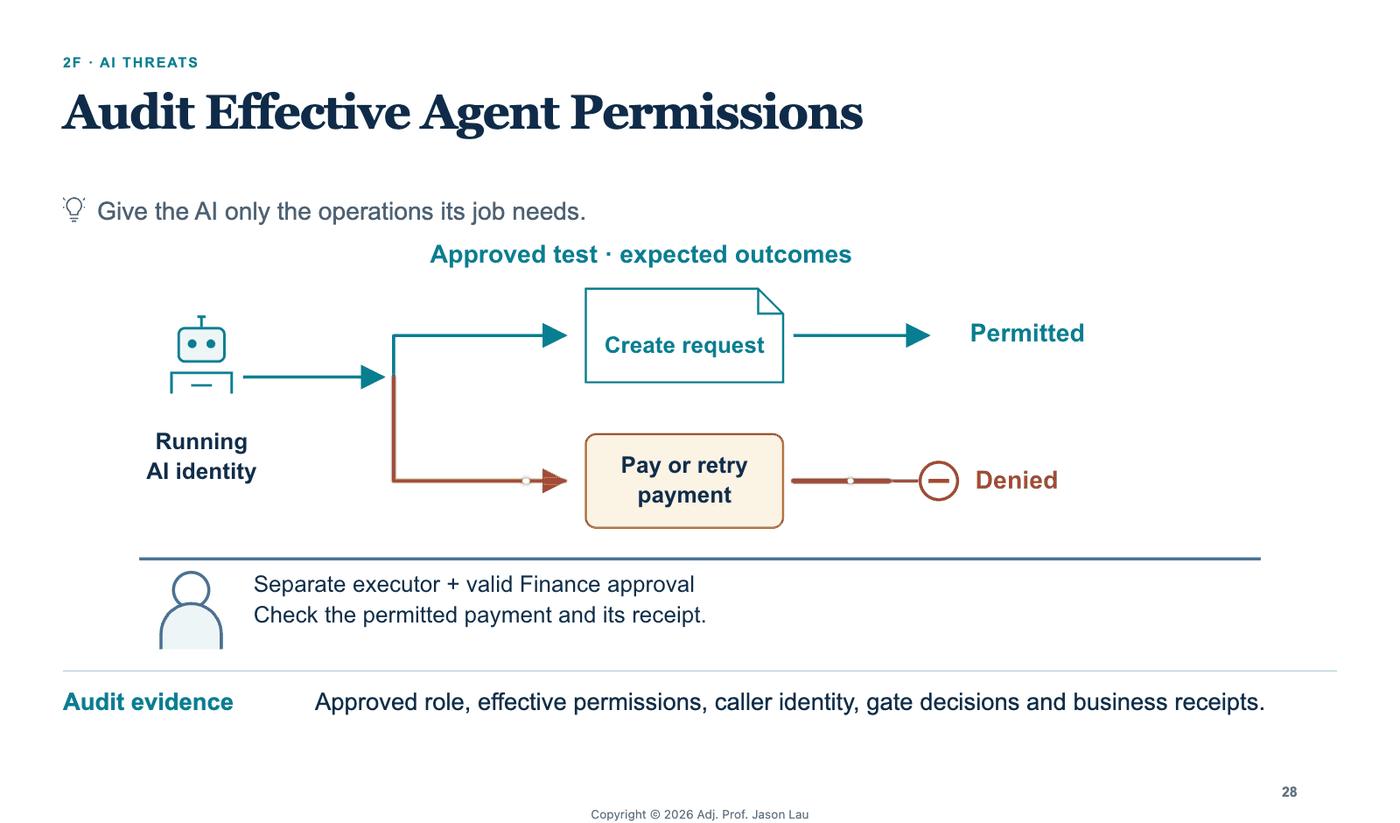 2F · AI THREATS
Audit Effective Agent Permissions
Give the AI only the operations its job needs.
Approved test · expected outcomes
Create request
Permitted
Running
AI identity
Pay or retry
payment
Denied
Separate executor + valid Finance approval
Check the permitted payment and its receipt.
Audit evidence
Approved role, effective permissions, caller identity, gate decisions and business receipts.
28
Copyright © 2026 Adj. Prof. Jason Lau